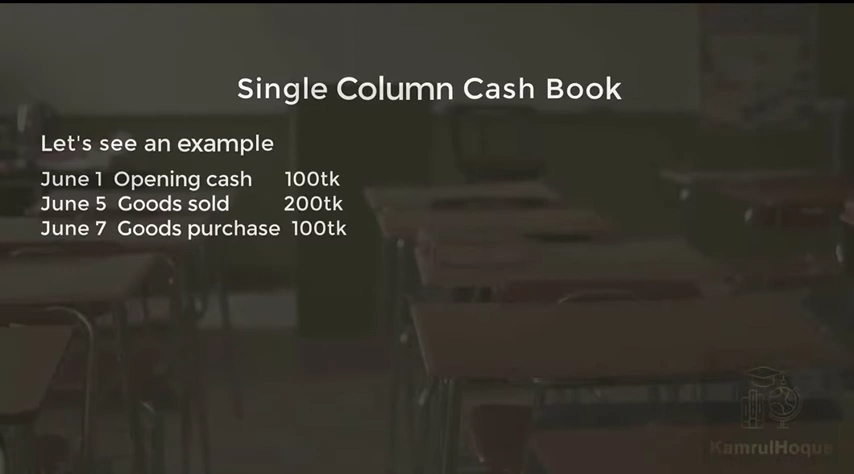 Single Column Cash Book
Let's see an example
June 1 Opening cash 100tk
June 5 Goods sold 200tk
June 7 Goods purchase 100tk
KamrulHoque